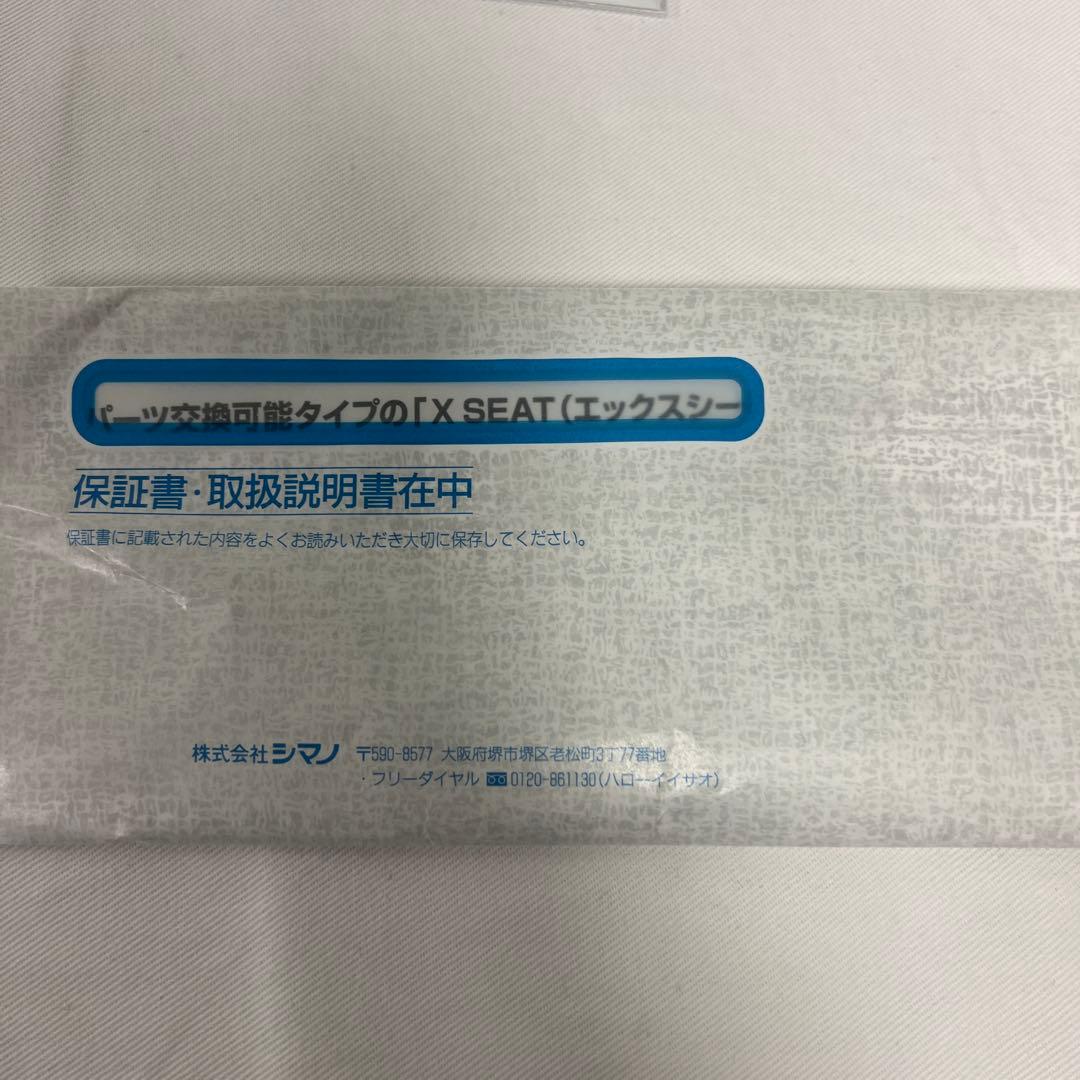 パーツ交換可能タイプの「X SEAT（エックスシー
保証書・取扱説明書在中
保証書に記載された内容をよくお読みいただき大切に保存してください。
株式会社シマノ 〒590-8577 大阪府堺市堺区老松町3丁77番地
・フリーダイヤル 0120-861130（ハローイイサオ）